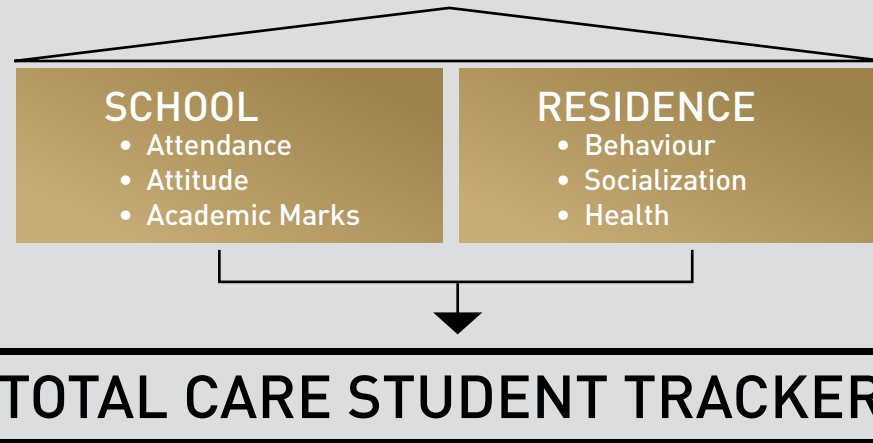 SCHOOL
• Attendance
• Attitude
• Academic Marks
RESIDENCE
• Behaviour
• Socialization
• Health
TOTAL CARE STUDENT TRACKER